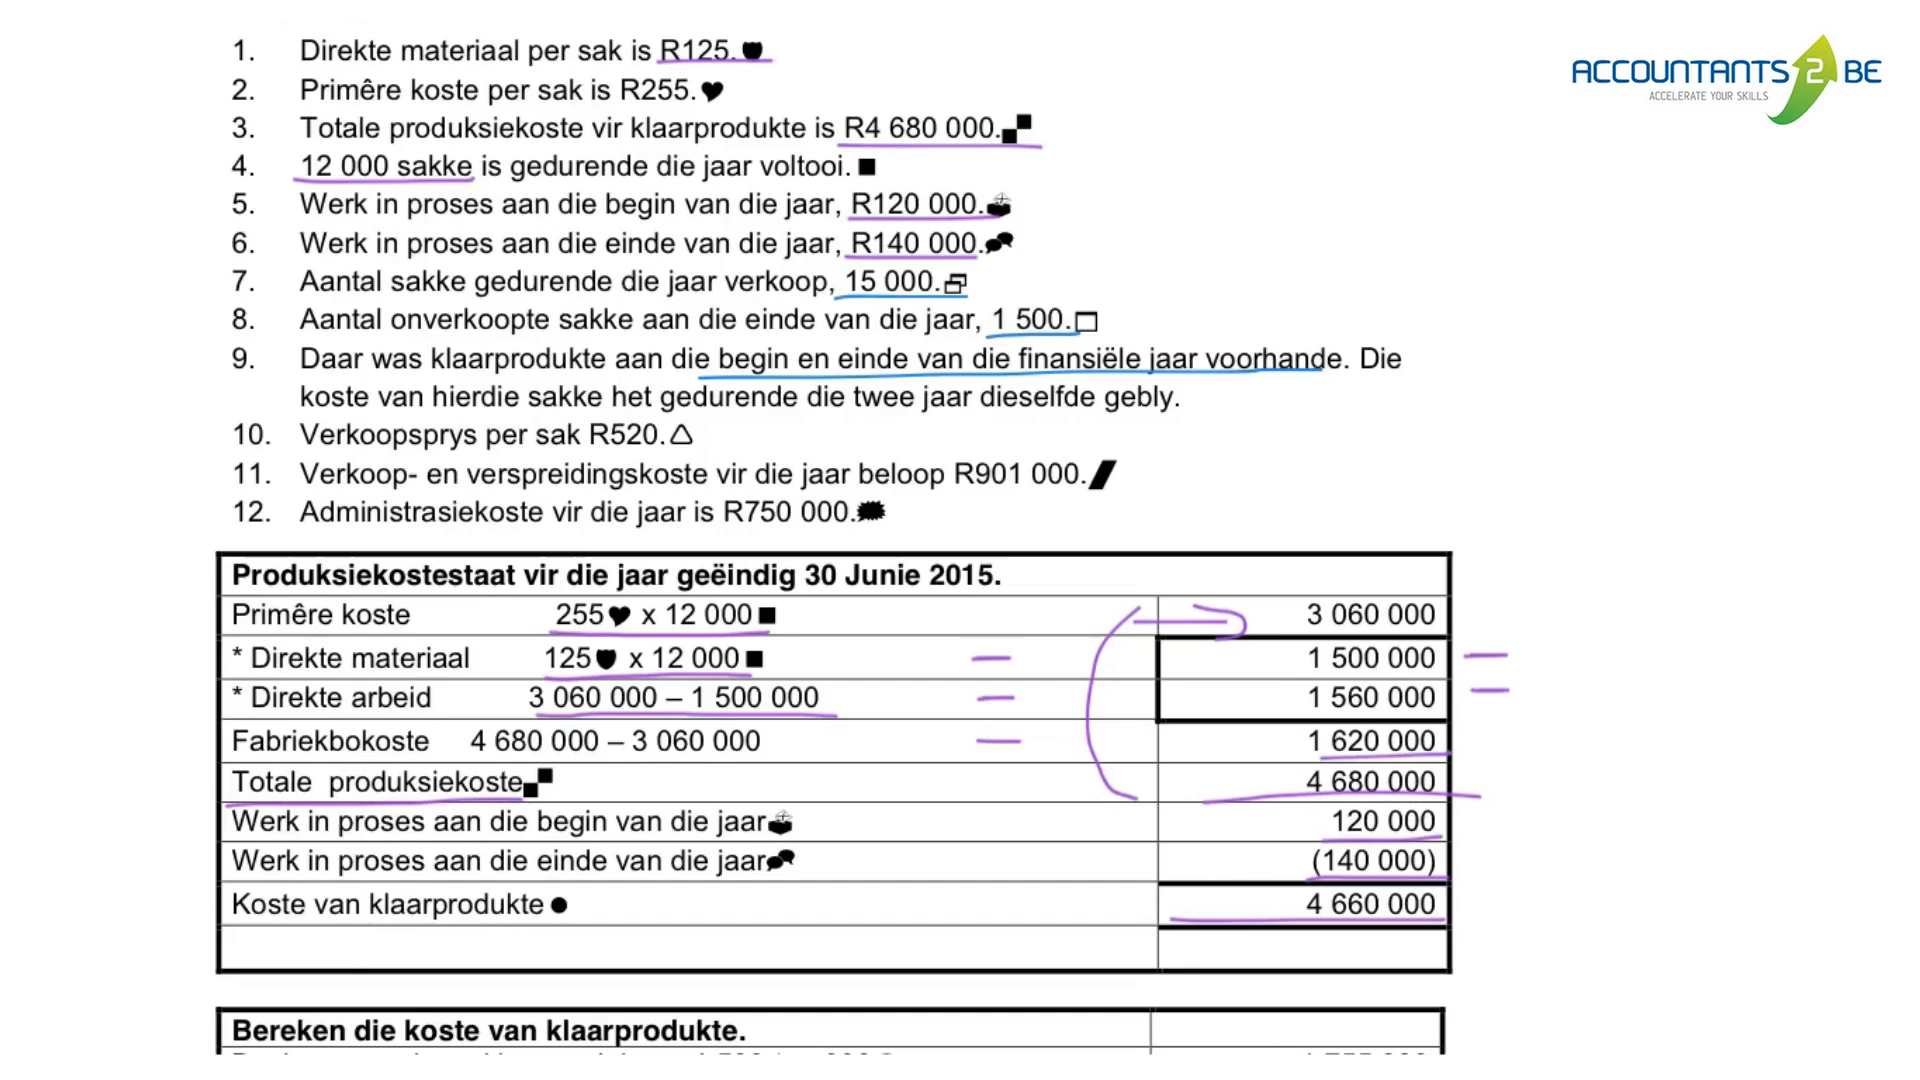 ACCOUNTANTS 2 BE
ACCELERATE YOUR SKILLS
1. Direkte materiaal per sak is R125.
2. Primêre koste per sak is R255.
3. Totale produksiekoste vir klaarprodukte is R4 680 000.
4. 12 000 sakke is gedurende die jaar voltooi.
5. Werk in proses aan die begin van die jaar, R120 000.
6. Werk in proses aan die einde van die jaar, R140 000.
7. Aantal sakke gedurende die jaar verkoop, 15 000.
8. Aantal onverkoopte sakke aan die einde van die jaar, 1 500.
9. Daar was klaarprodukte aan die begin en einde van die finansiële jaar voorhande. Die
koste van hierdie sakke het gedurende die twee jaar dieselfde gebly.
10. Verkoopsprys per sak R520.
11. Verkoop- en verspreidingskoste vir die jaar beloop R901 000.
12. Administrasiekoste vir die jaar is R750 000.
Produksiekostestaat vir die jaar geëindig 30 Junie 2015.
Primêre koste 255 x 12 000 3 060 000
* Direkte materiaal 125 x 12 000 1 500 000
* Direkte arbeid 3 060 000 – 1 500 000 1 560 000
Fabriekbokoste 4 680 000 – 3 060 000 1 620 000
Totale produksiekoste 4 680 000
Werk in proses aan die begin van die jaar 120 000
Werk in proses aan die einde van die jaar (140 000)
Koste van klaarprodukte 4 660 000
Bereken die koste van klaarprodukte.